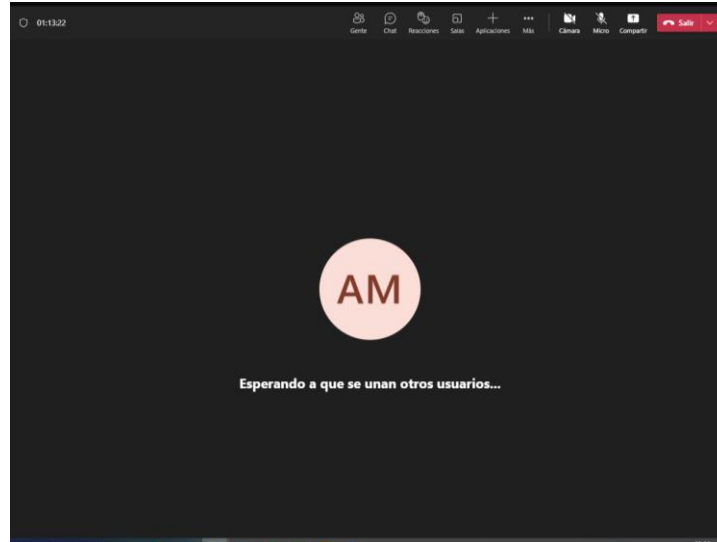 01:13:22
Gente Chat Reacciones Salas Aplicaciones Más Cámara Micro Compartir Salir
AM
Esperando a que se unan otros usuarios...